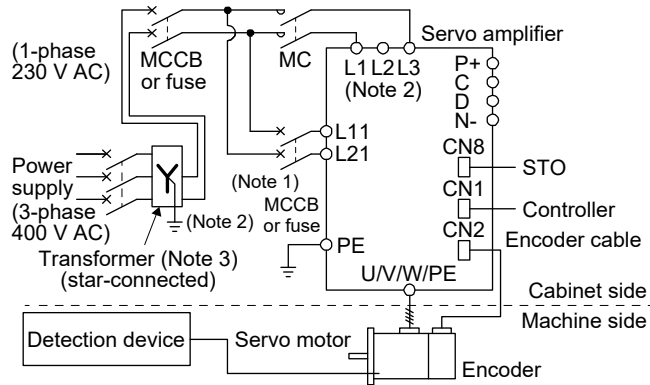 (1-phase
230 V AC)
MCCB
or fuse
MC
Servo amplifier
L1 L2 L3
(Note 2)
P+
C
D
N-
L11
L21
CN8
STO
CN1
Controller
CN2
Encoder cable
Power
supply
(3-phase
400 V AC)
(Note 2)
Transformer (Note 3)
(star-connected)
(Note 1)
MCCB
or fuse
PE
U/V/W/PE
Cabinet side
Machine side
Detection device
Servo motor
Encoder